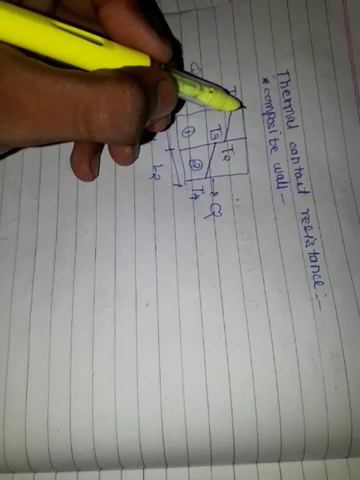 Thermal contact resistance :-
* composite wall -
T2
T3
① ②
T4
Q
L2